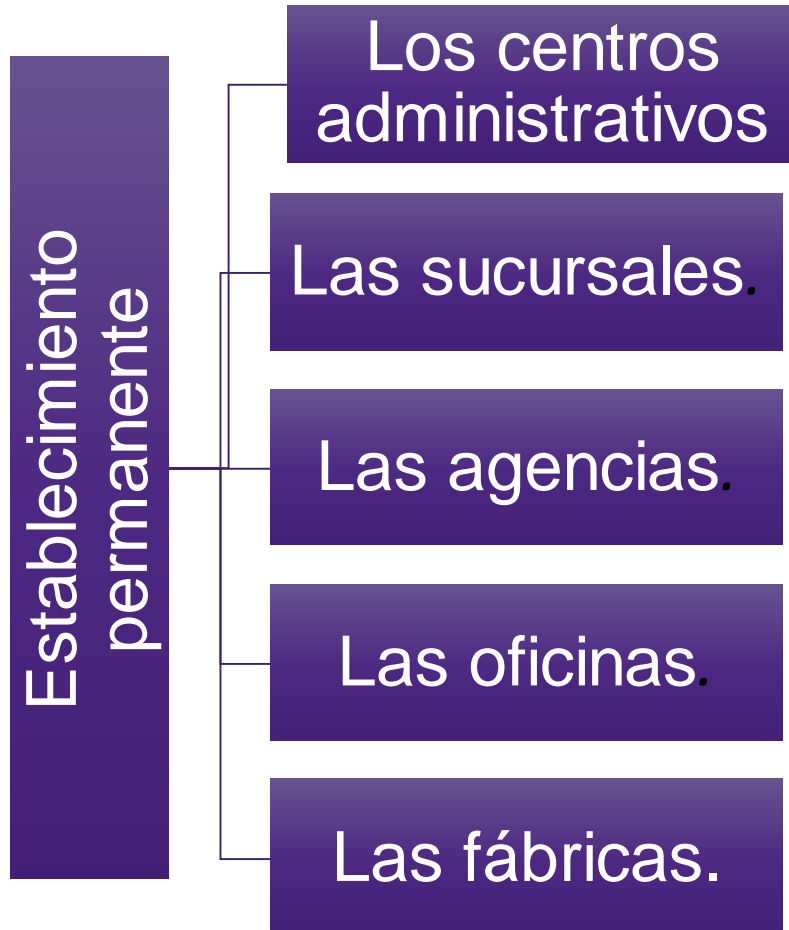 Establecimiento
permanente
Los centros
administrativos
Las sucursales.
Las agencias.
Las oficinas.
Las fábricas.